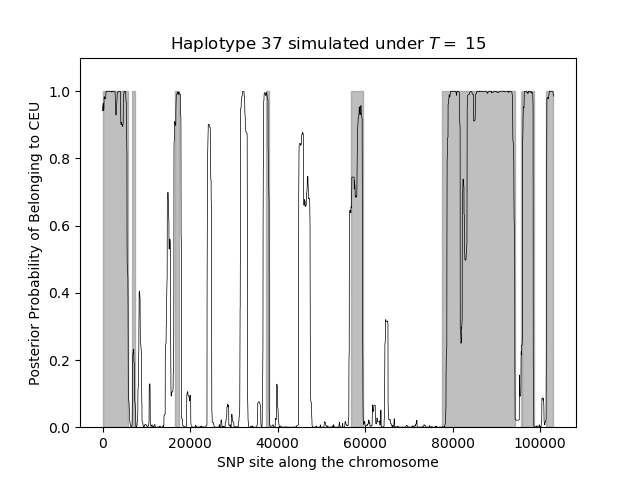 Haplotype 37 simulated under T = 15
Posterior Probability of Belonging to CEU
1.0
0.8
0.6
0.4
0.2
0.0
0 20000 40000 60000 80000 100000
SNP site along the chromosome